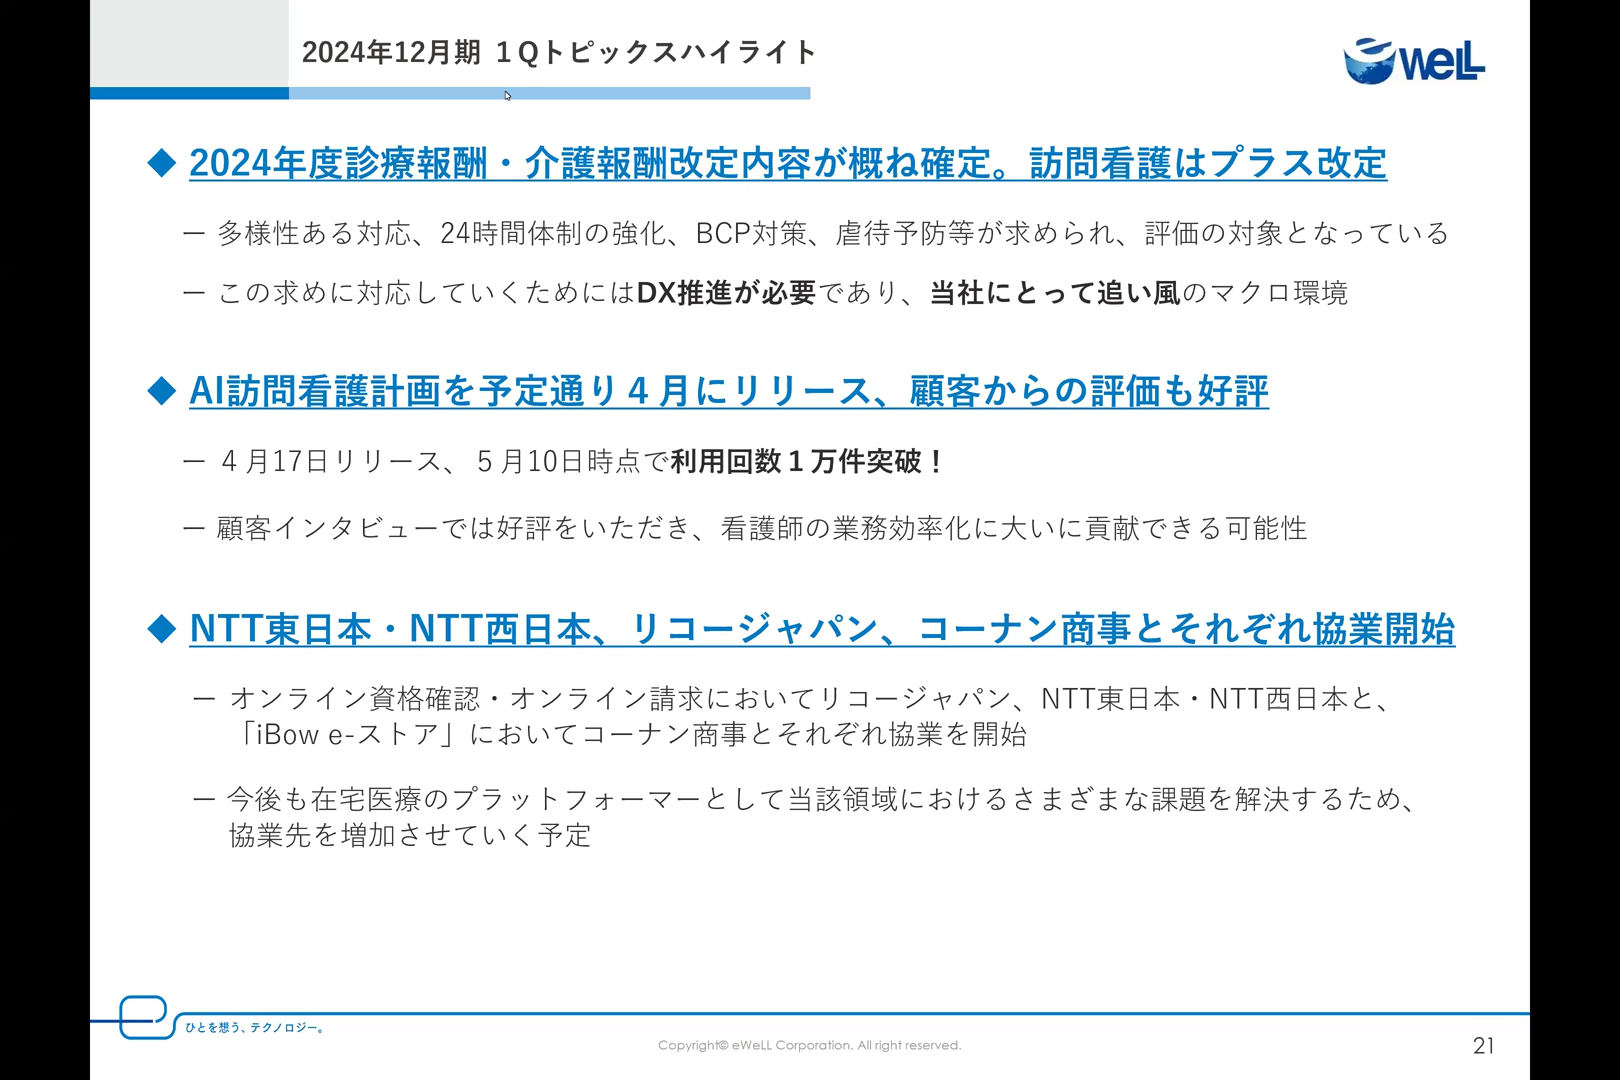 2024年12月期 １Qトピックスハイライト
eWeLL
◆ 2024年度診療報酬・介護報酬改定内容が概ね確定。訪問看護はプラス改定
ー 多様性ある対応、24時間体制の強化、BCP対策、虐待予防等が求められ、評価の対象となっている
ー この求めに対応していくためにはDX推進が必要であり、当社にとって追い風のマクロ環境
◆ AI訪問看護計画を予定通り４月にリリース、顧客からの評価も好評
ー ４月17日リリース、５月10日時点で利用回数１万件突破！
ー 顧客インタビューでは好評をいただき、看護師の業務効率化に大いに貢献できる可能性
◆ NTT東日本・NTT西日本、リコージャパン、コーナン商事とそれぞれ協業開始
ー オンライン資格確認・オンライン請求においてリコージャパン、NTT東日本・NTT西日本と、
「iBow e-ストア」においてコーナン商事とそれぞれ協業を開始
ー 今後も在宅医療のプラットフォーマーとして当該領域におけるさまざまな課題を解決するため、
協業先を増加させていく予定
ひとを想う、テクノロジー。
Copyright© eWeLL Corporation. All right reserved.
21